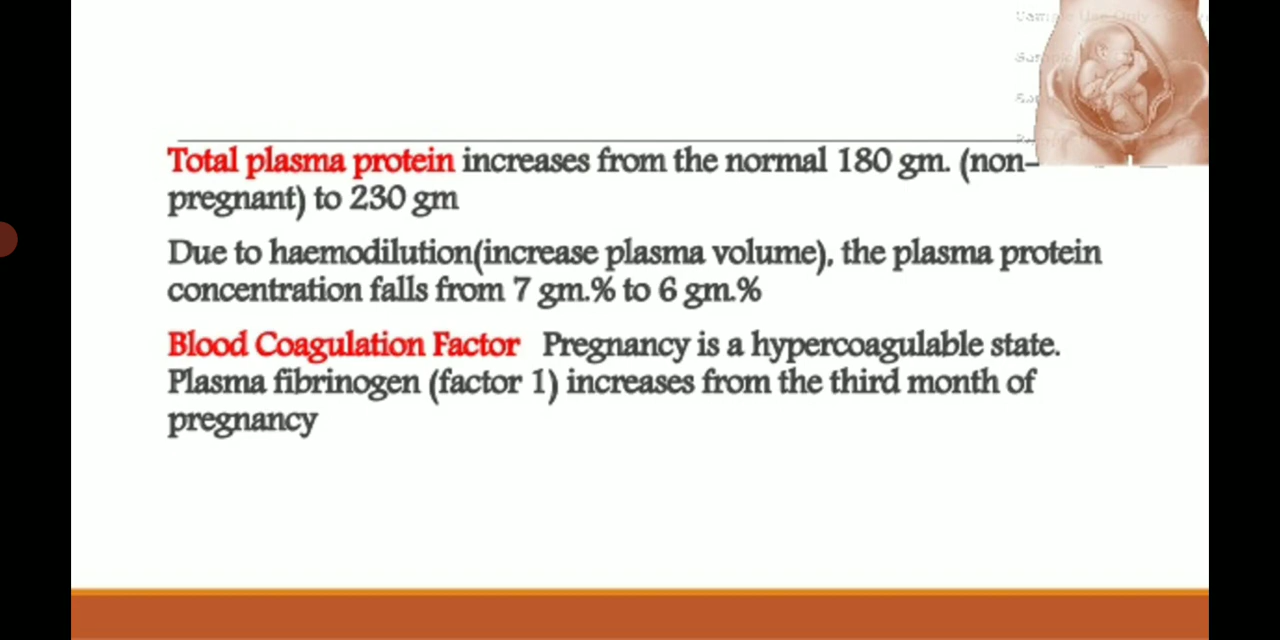 Total plasma protein increases from the normal 180 gm. (non-
pregnant) to 230 gm
Due to haemodilution(increase plasma volume), the plasma protein
concentration falls from 7 gm.% to 6 gm.%
Blood Coagulation Factor Pregnancy is a hypercoagulable state.
Plasma fibrinogen (factor 1) increases from the third month of
pregnancy